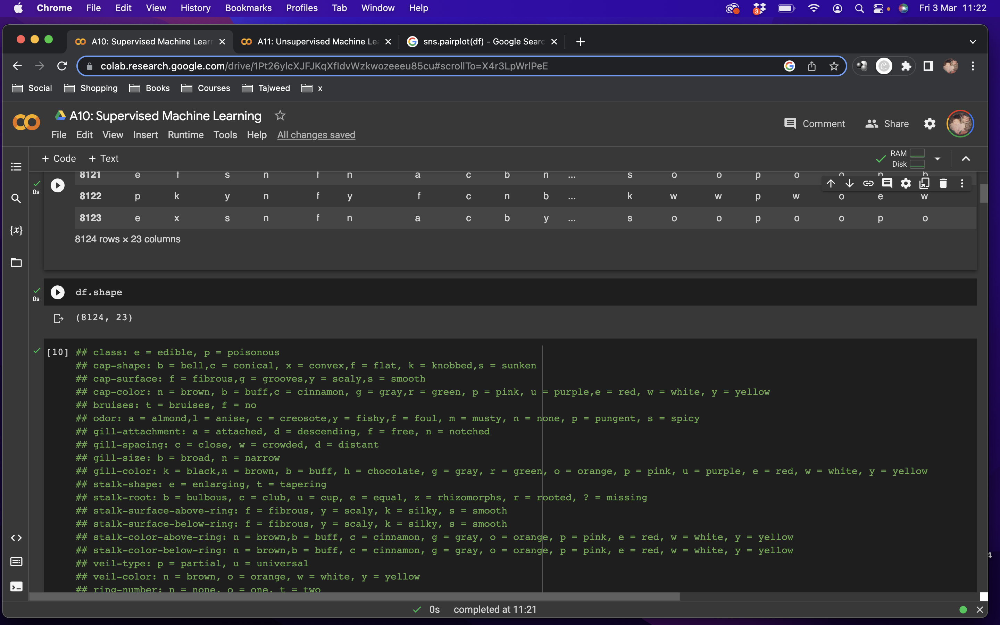 Chrome File Edit View History Bookmarks Profiles Tab Window Help 3 Fri 3 Mar 11:22
A10: Supervised Machine Lear A11: Unsupervised Machine Le sns.pairplot(df) - Google Searc
colab.research.google.com/drive/1Pt26ylcXJFJKqXfIdvWzkwozeeeu85cu#scrollTo=X4r3LpWrlPeE
Social Shopping Books Courses Tajweed x
A10: Supervised Machine Learning
Comment Share
File Edit View Insert Runtime Tools Help All changes saved
+ Code + Text
RAM
Disk
8121 e f s n f n a c b n ... s o o p o o p b
0s
8122 p k y n f y f c n b ... k w w p w o e w
8123 e x s n f n a c b y ... s o o p o o p o
8124 rows × 23 columns
{x}
df.shape
0s
(8124, 23)
[10] ## class: e = edible, p = poisonous
## cap-shape: b = bell,c = conical, x = convex,f = flat, k = knobbed,s = sunken
## cap-surface: f = fibrous,g = grooves,y = scaly,s = smooth
## cap-color: n = brown, b = buff,c = cinnamon, g = gray,r = green, p = pink, u = purple,e = red, w = white, y = yellow
## bruises: t = bruises, f = no
## odor: a = almond,l = anise, c = creosote,y = fishy,f = foul, m = musty, n = none, p = pungent, s = spicy
## gill-attachment: a = attached, d = descending, f = free, n = notched
## gill-spacing: c = close, w = crowded, d = distant
## gill-size: b = broad, n = narrow
## gill-color: k = black,n = brown, b = buff, h = chocolate, g = gray, r = green, o = orange, p = pink, u = purple, e = red, w = white, y = yellow
## stalk-shape: e = enlarging, t = tapering
## stalk-root: b = bulbous, c = club, u = cup, e = equal, z = rhizomorphs, r = rooted, ? = missing
## stalk-surface-above-ring: f = fibrous, y = scaly, k = silky, s = smooth
## stalk-surface-below-ring: f = fibrous, y = scaly, k = silky, s = smooth
## stalk-color-above-ring: n = brown,b = buff, c = cinnamon, g = gray, o = orange, p = pink, e = red, w = white, y = yellow
## stalk-color-below-ring: n = brown,b = buff, c = cinnamon, g = gray, o = orange, p = pink, e = red, w = white, y = yellow
4
## veil-type: p = partial, u = universal
## veil-color: n = brown, o = orange, w = white, y = yellow
## ring-number: n = none, o = one, t = two
0s completed at 11:21